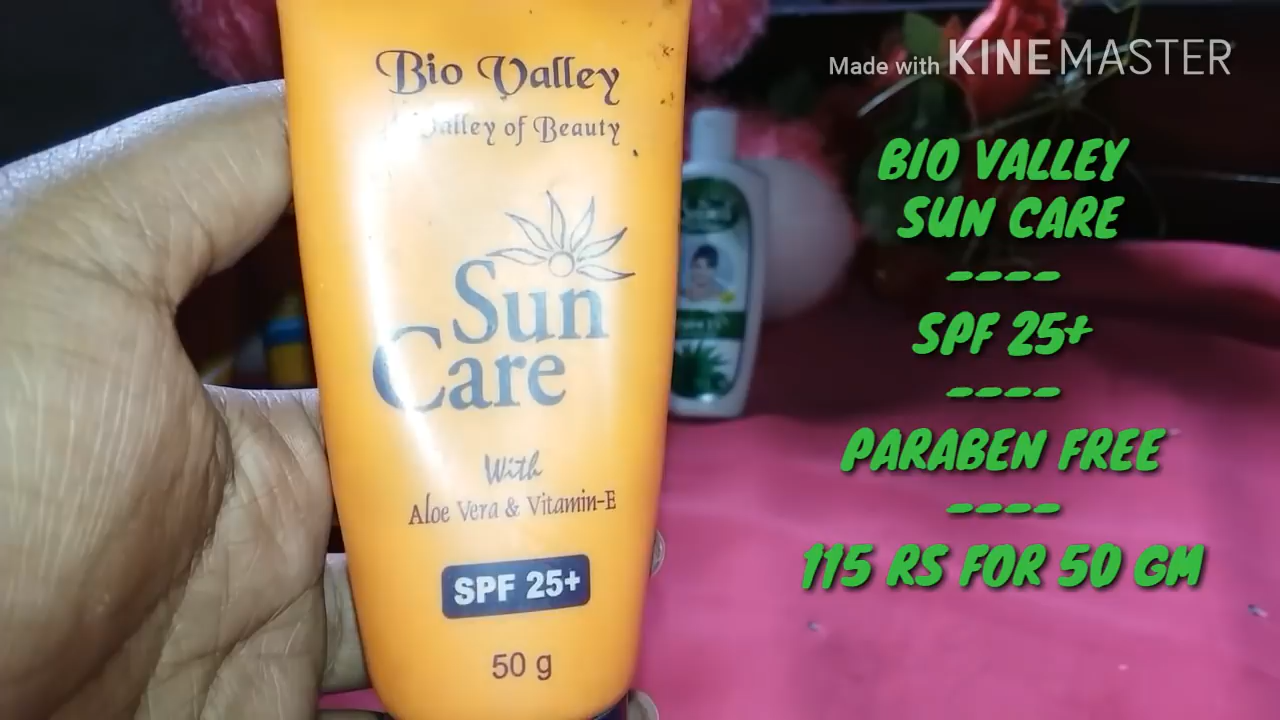 Bio Valley
Valley of Beauty
Sun
Care
With
Aloe Vera & Vitamin-E
SPF 25+
50 g
Made with KINEMASTER
BIO VALLEY
SUN CARE
----
SPF 25+
----
PARABEN FREE
----
115 RS FOR 50 GM